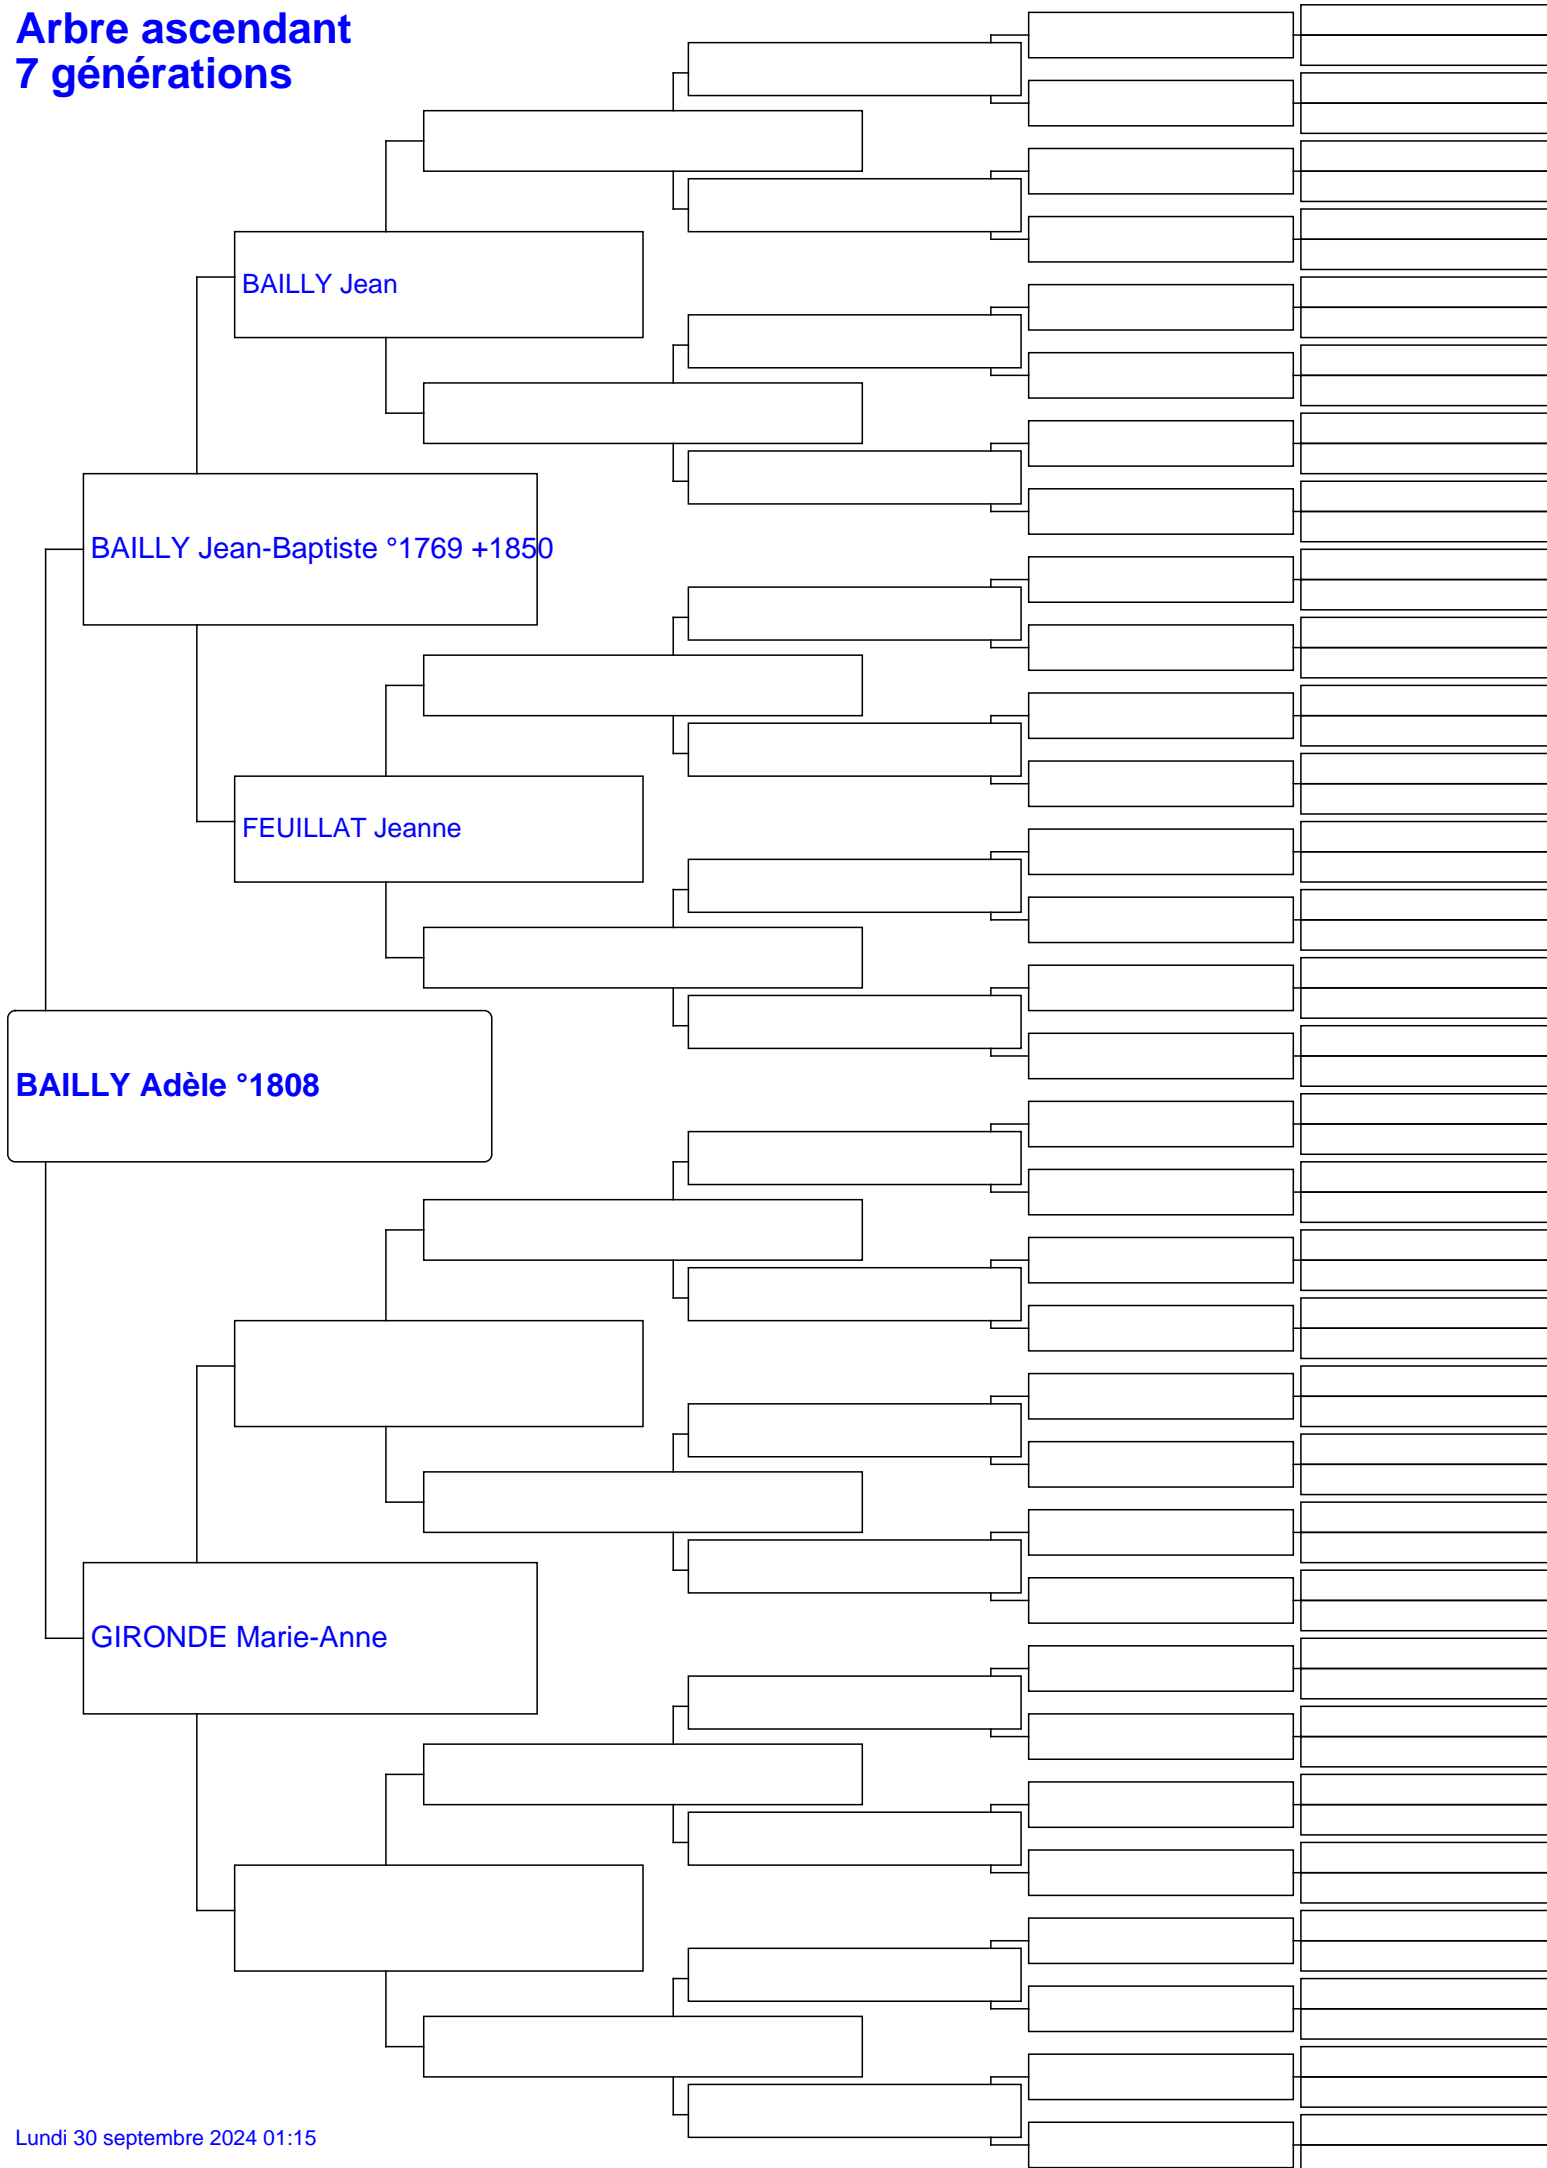 Arbre ascendant
7 générations
BAILLY Jean
BAILLY Jean-Baptiste °1769 +1850
FEUILLAT Jeanne
BAILLY Adèle °1808
GIRONDE Marie-Anne
Lundi 30 septembre 2024 01:15